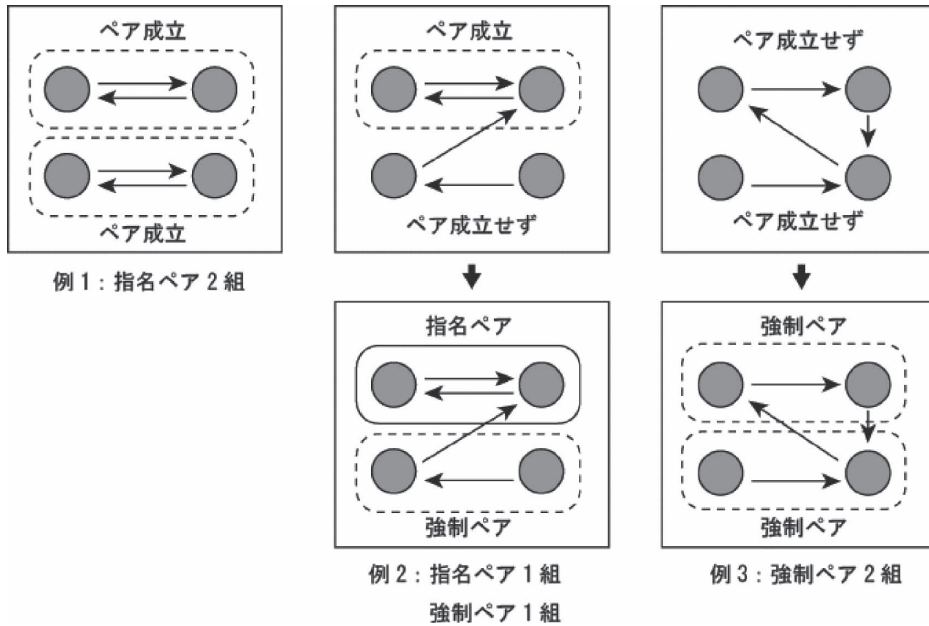 ペア成立
ペア成立
例1：指名ペア2組
ペア成立
ペア成立せず
指名ペア
強制ペア
例2：指名ペア1組
強制ペア1組
ペア成立せず
ペア成立せず
強制ペア
強制ペア
例3：強制ペア2組